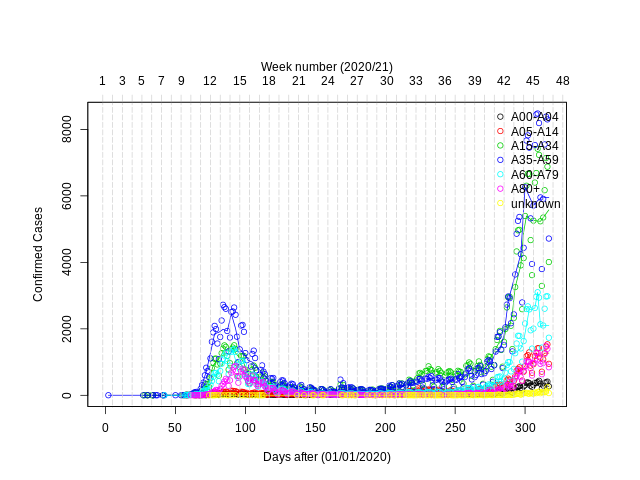 Week number (2020/21)
1 3 5 7 9 12 15 18 21 24 27 30 33 36 39 42 45 48
A00-A04
A05-A14
A15-A34
A35-A59
A60-A79
A80+
unknown
8000
6000
4000
2000
0
Confirmed Cases
0 50 100 150 200 250 300
Days after (01/01/2020)